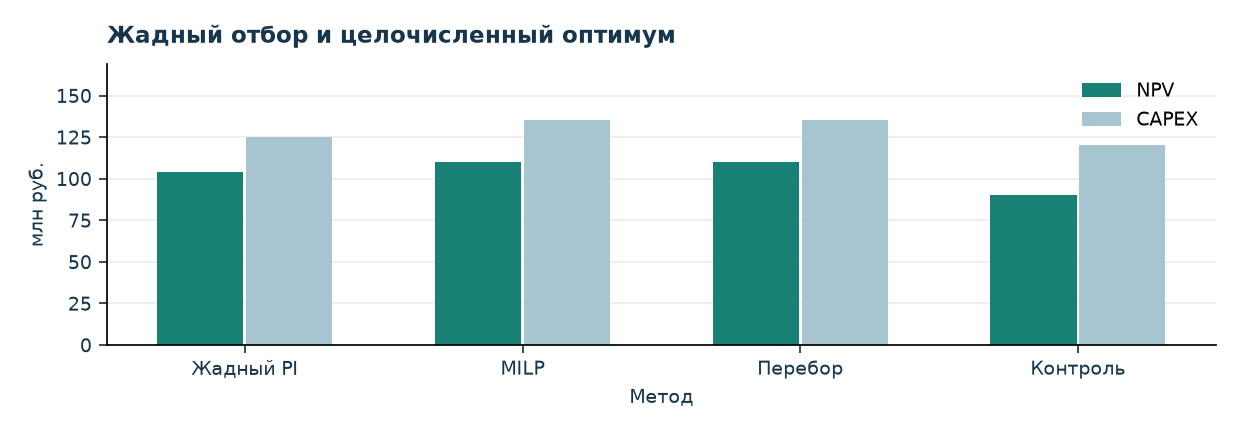 Жадный отбор и целочисленный оптимум
NPV
CAPEX
млн руб.
150
125
100
75
50
25
0
Жадный PI
MILP
Перебор
Контроль
Метод